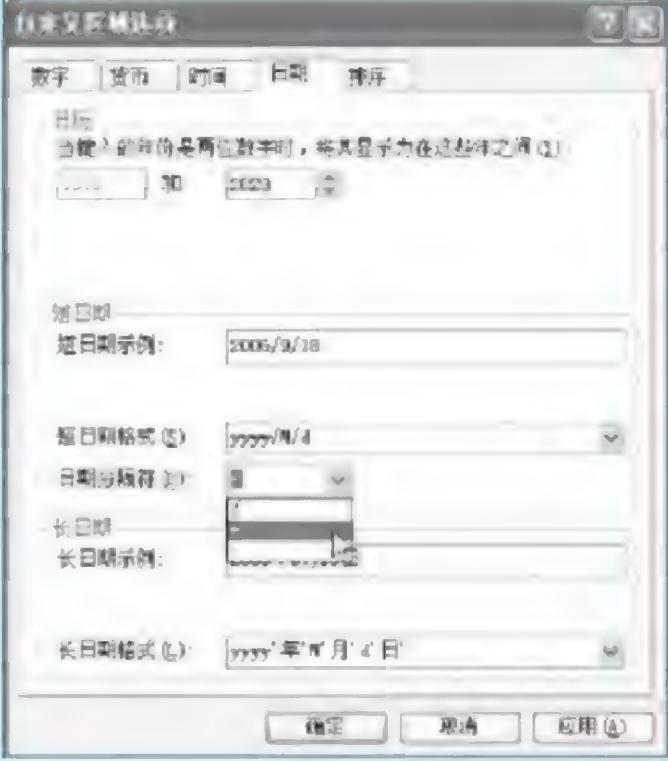 自定义区域选项
数字 货币 时间 日期 排序
日历
当键入的年份是两位数字时，将其显示为在这些年之间(I):
和 2029
短日期
短日期示例: 2006/9/18
短日期格式(S): yyyy/M/d
日期分隔符(P):
长日期
长日期示例:
长日期格式(L): yyyy'年'M'月'd'日'
确定 取消 应用(A)